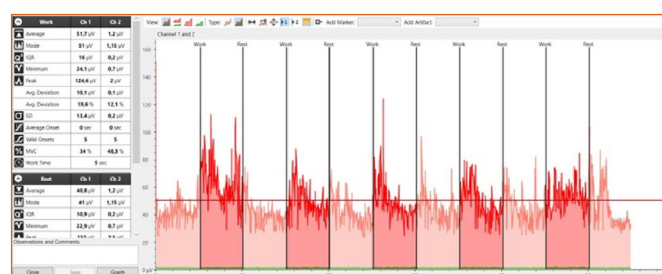 Work Ch 1 Ch 2
Average 51,7 µV 1,2 µV
Mode 51 µV 1,15 µV
IQR 16 µV 0,2 µV
Minimum 24,1 µV 0,7 µV
Peak 124,6 µV 2 µV
Avg. Deviation 10,1 µV 0,1 µV
Avg. Deviation 19,6 % 12,1 %
SD 13,4 µV 0,2 µV
Average Onset 0 sec 0 sec
Valid Onsets 5 5
% MVC 34 % 40,3 %
Work Time 5 sec
Rest Ch 1 Ch 2
Average 40,8 µV 1,2 µV
Mode 41 µV 1,15 µV
IQR 10,9 µV 0,2 µV
Minimum 22,9 µV 0,7 µV
Observations and Comments
Close Save Graph
View: Type: 1 2 Add Marker: Add Artifact:
Channel 1 and 2
Work Rest Work Rest Work Rest Work Rest Work Rest
160
140
120
100
80
60
40
20
0 µV